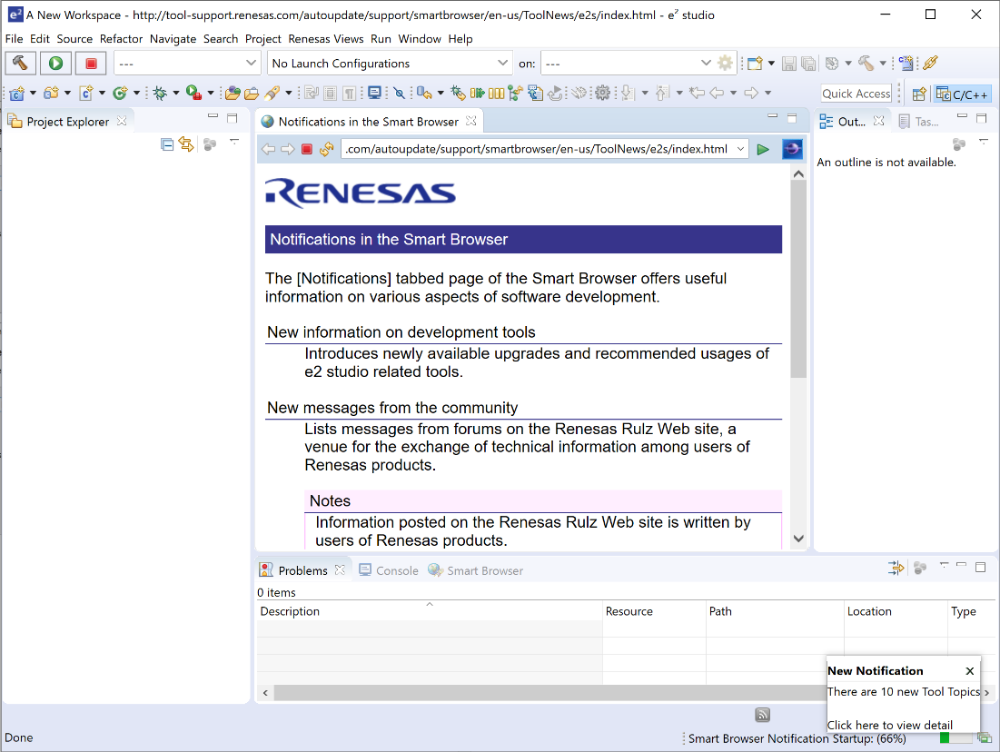 A New Workspace - http://tool-support.renesas.com/autoupdate/support/smartbrowser/en-us/ToolNews/e2s/index.html - e² studio
File Edit Source Refactor Navigate Search Project Renesas Views Run Window Help
--- No Launch Configurations on: ---
Quick Access C/C++
Project Explorer
Notifications in the Smart Browser
Out... Tas...
.com/autoupdate/support/smartbrowser/en-us/ToolNews/e2s/index.html
An outline is not available.
RENESAS
Notifications in the Smart Browser
The [Notifications] tabbed page of the Smart Browser offers useful
information on various aspects of software development.
New information on development tools
Introduces newly available upgrades and recommended usages of
e2 studio related tools.
New messages from the community
Lists messages from forums on the Renesas Rulz Web site, a
venue for the exchange of technical information among users of
Renesas products.
Notes
Information posted on the Renesas Rulz Web site is written by
users of Renesas products.
Problems Console Smart Browser
0 items
Description Resource Path Location Type
New Notification
There are 10 new Tool Topics
Click here to view detail
Done
Smart Browser Notification Startup: (66%)